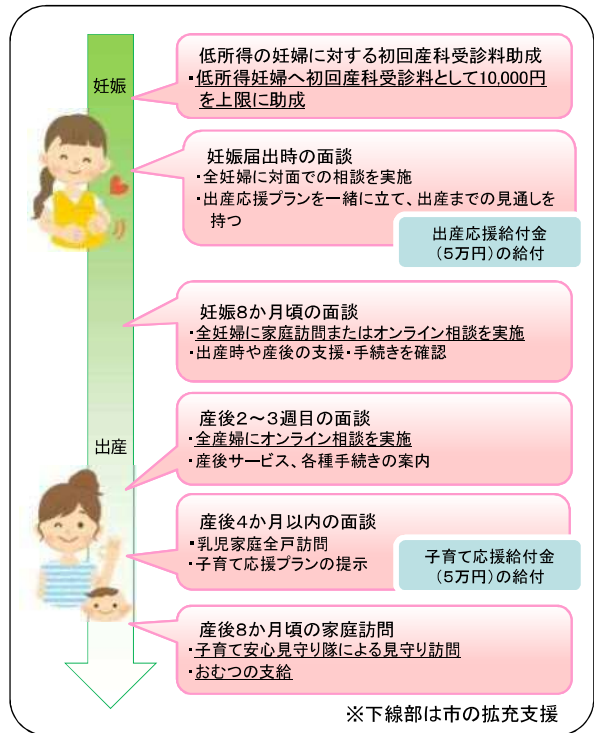 妊娠
低所得の妊婦に対する初回産科受診料助成
・低所得妊婦へ初回産科受診料として10,000円
を上限に助成
妊娠届出時の面談
・全妊婦に対面での相談を実施
・出産応援プランを一緒に立て、出産までの見通しを
持つ
出産応援給付金
（5万円）の給付
妊娠８か月頃の面談
・全妊婦に家庭訪問またはオンライン相談を実施
・出産時や産後の支援・手続きを確認
出産
産後２～３週目の面談
・全産婦にオンライン相談を実施
・産後サービス、各種手続きの案内
産後４か月以内の面談
・乳児家庭全戸訪問
・子育て応援プランの提示
子育て応援給付金
（5万円）の給付
産後８か月頃の家庭訪問
・子育て安心見守り隊による見守り訪問
・おむつの支給
※下線部は市の拡充支援